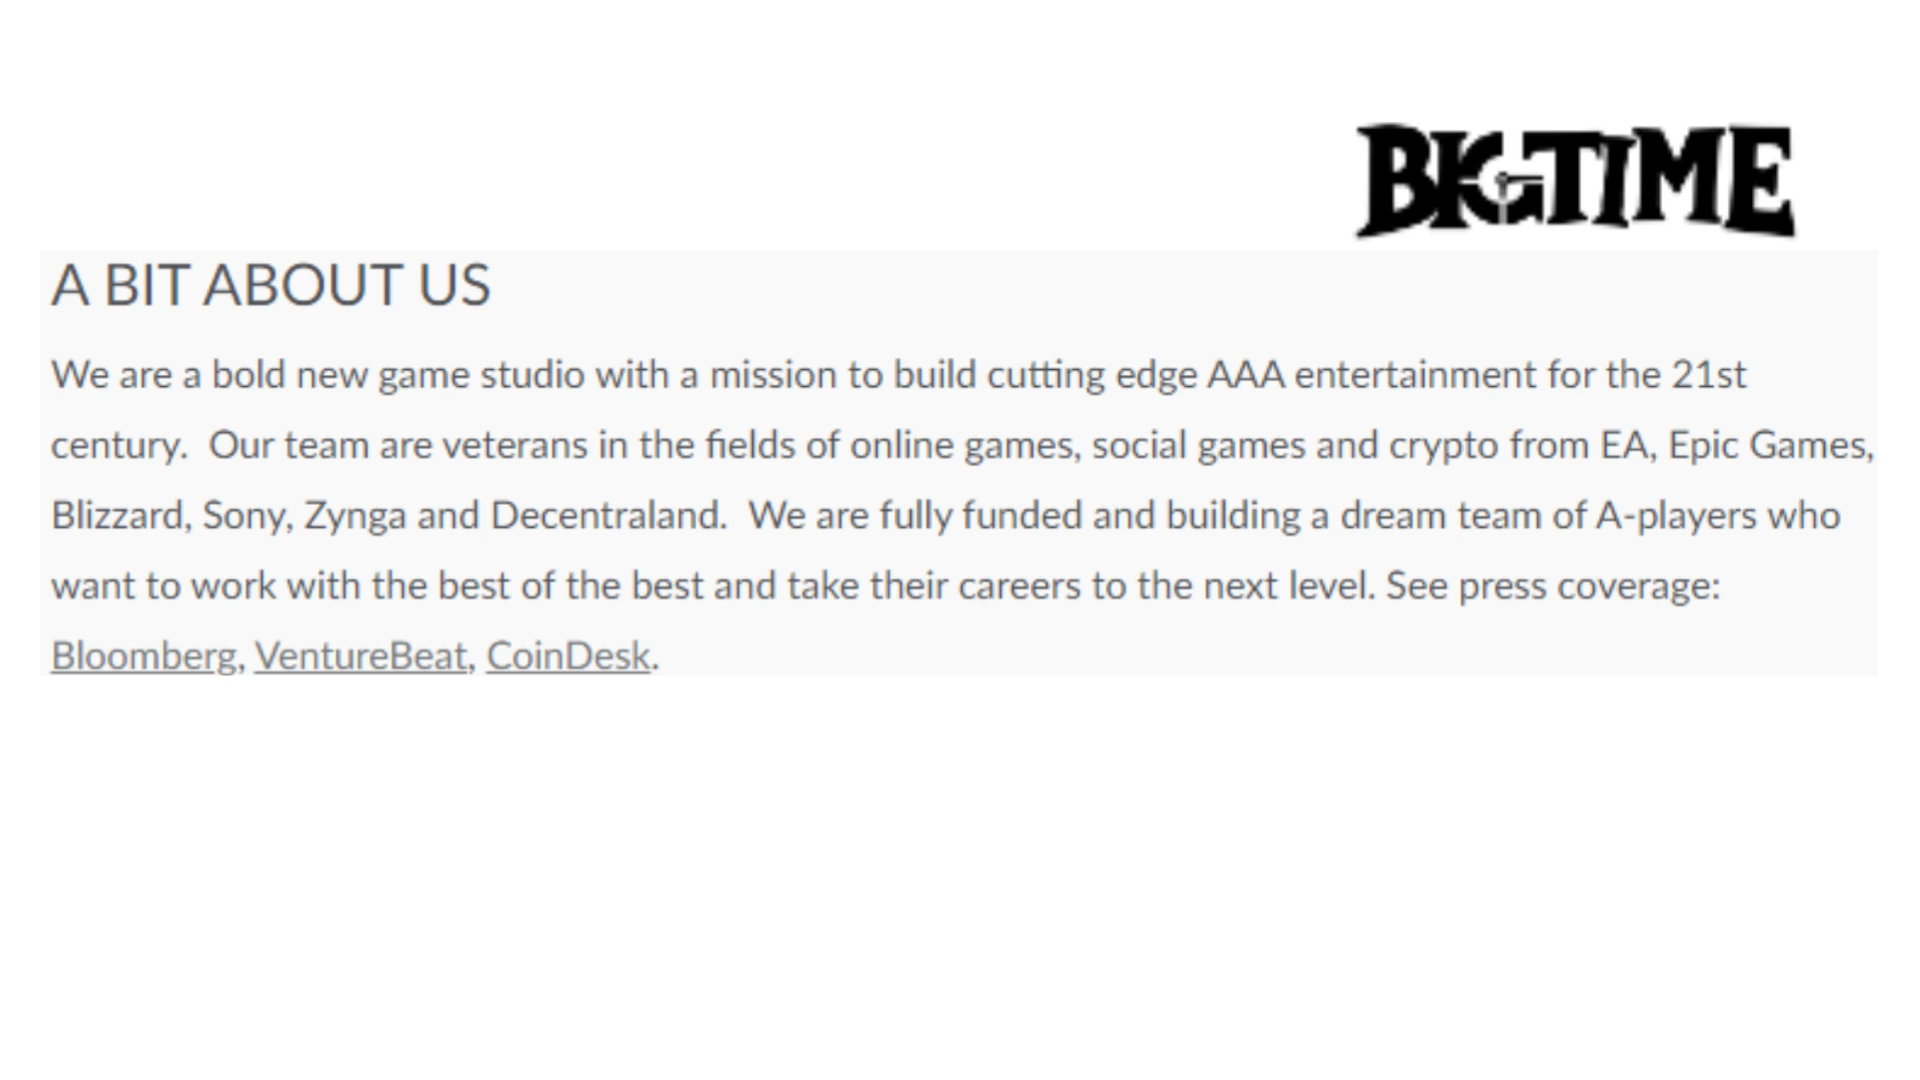 BIGTIME
A BIT ABOUT US
We are a bold new game studio with a mission to build cutting edge AAA entertainment for the 21st
century.  Our team are veterans in the fields of online games, social games and crypto from EA, Epic Games,
Blizzard, Sony, Zynga and Decentraland.  We are fully funded and building a dream team of A-players who
want to work with the best of the best and take their careers to the next level. See press coverage:
Bloomberg, VentureBeat, CoinDesk.